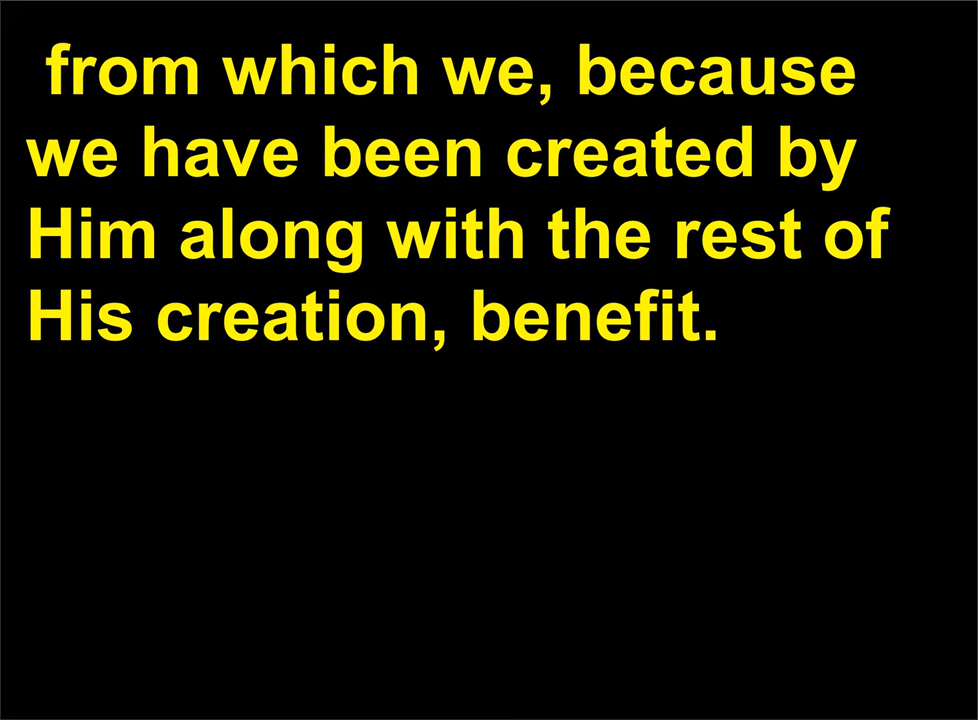 from which we, because
we have been created by
Him along with the rest of
His creation, benefit.